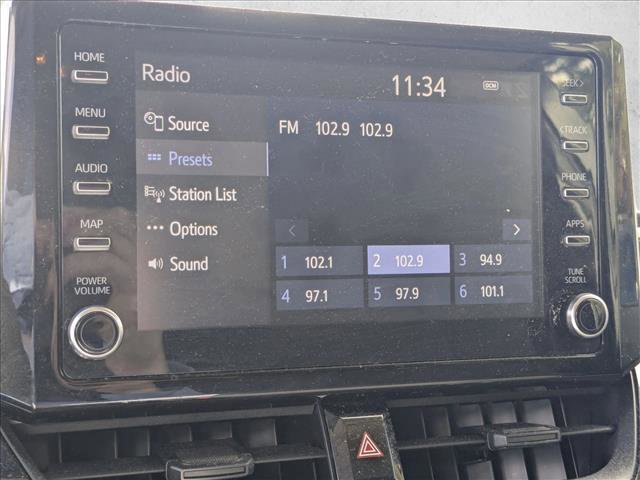 HOME
MENU
AUDIO
MAP
POWER
VOLUME
Radio
11:34
DCM
Source
Presets
Station List
Options
Sound
FM 102.9 102.9
1 102.1 2 102.9 3 94.9
4 97.1 5 97.9 6 101.1
SEEK>
<TRACK
PHONE
APPS
TUNE
SCROLL